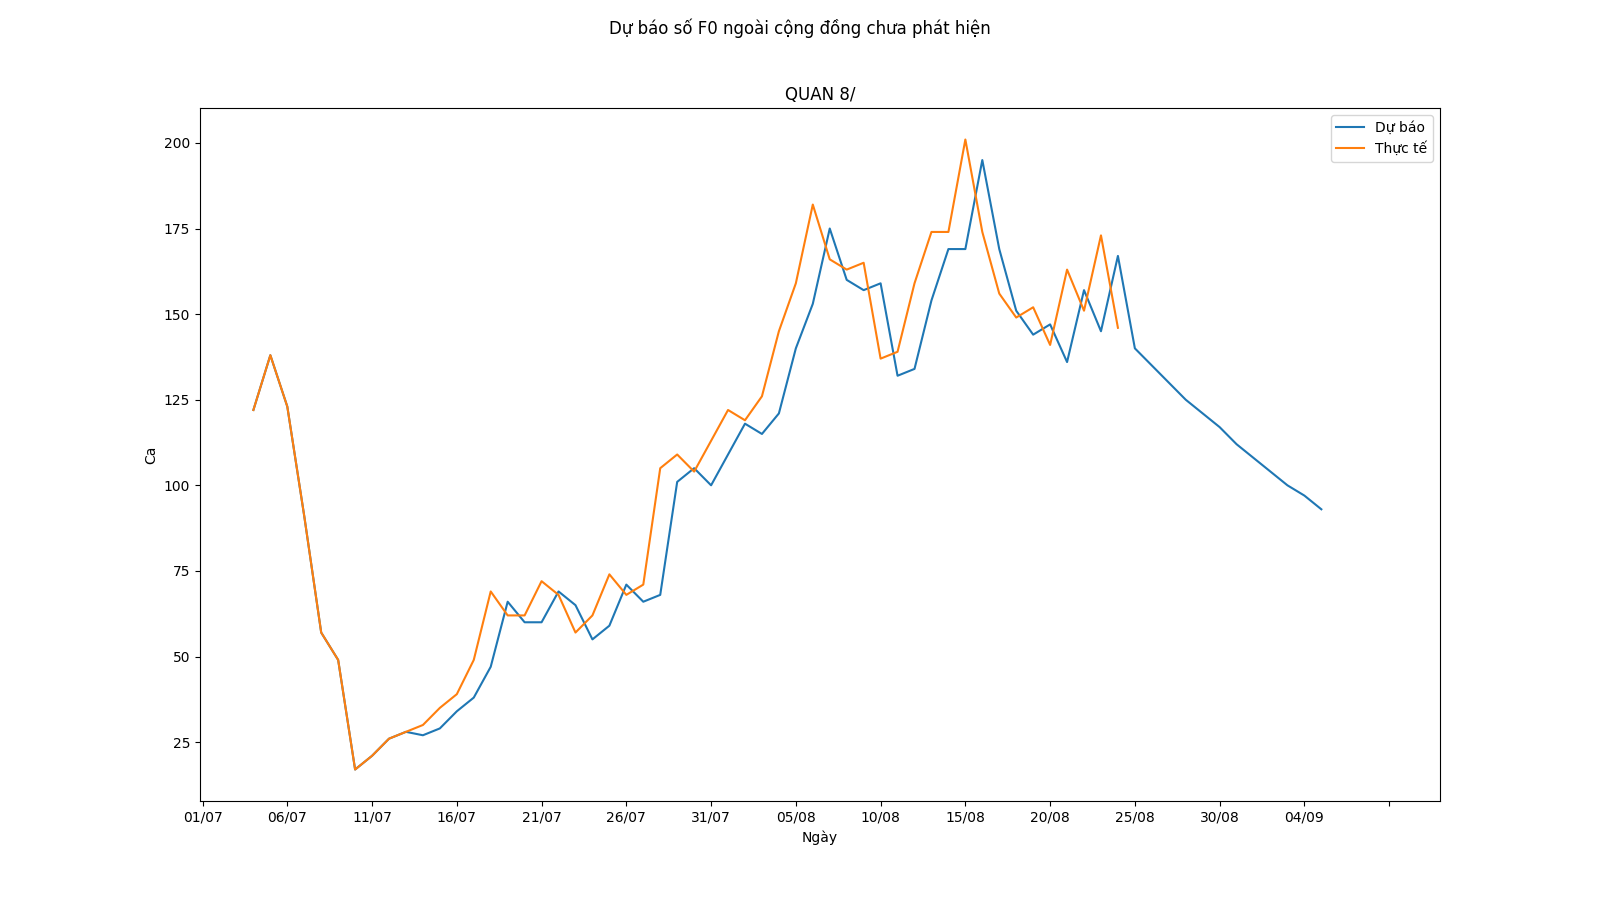 Dự báo số F0 ngoài cộng đồng chưa phát hiện
QUAN 8/
Dự báo
Thực tế
200
175
150
125
100
75
50
25
Ca
01/07 06/07 11/07 16/07 21/07 26/07 31/07 05/08 10/08 15/08 20/08 25/08 30/08 04/09
Ngày